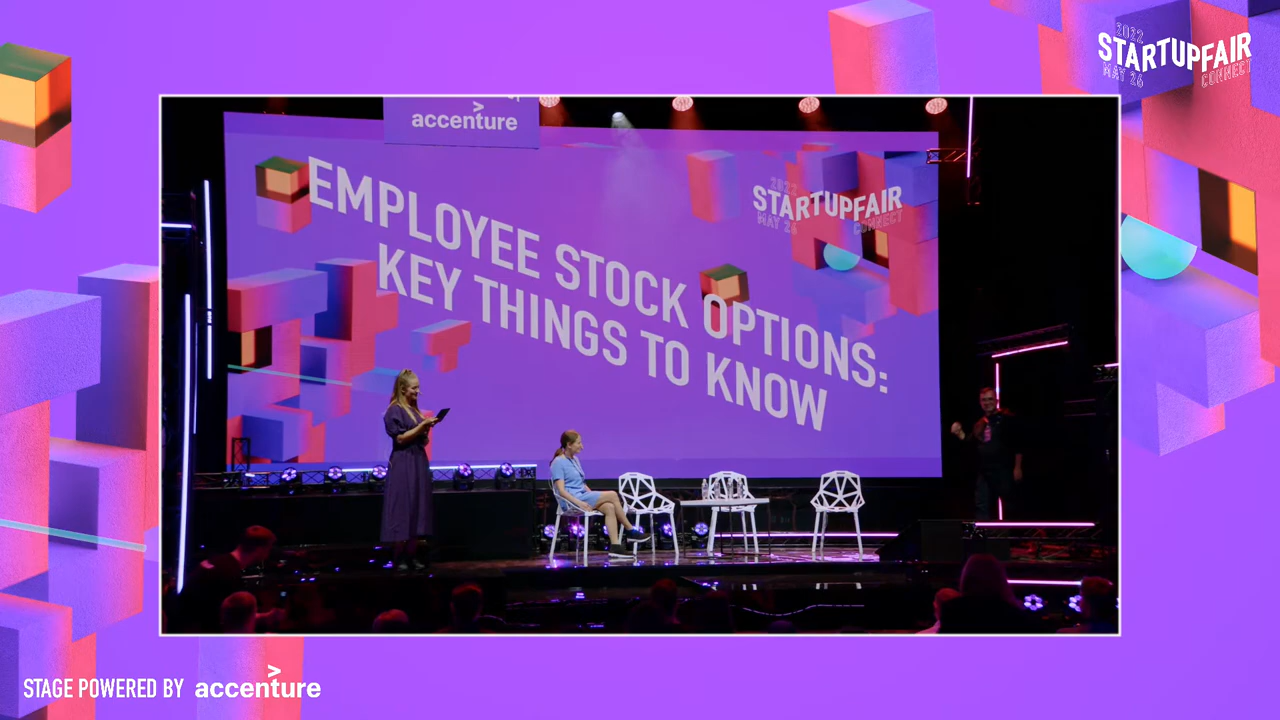 2022
STARTUPFAIR
MAY 26 CONNECT
accenture
2022
STARTUPFAIR
MAY 26 CONNECT
EMPLOYEE STOCK OPTIONS:
KEY THINGS TO KNOW
STAGE POWERED BY accenture